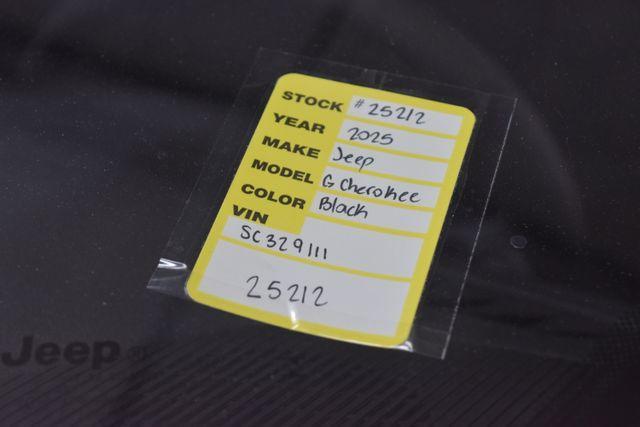 STOCK # 25212
YEAR 2025
MAKE Jeep
MODEL G Cherokee
COLOR Black
VIN
SC329111
25212
Jeep